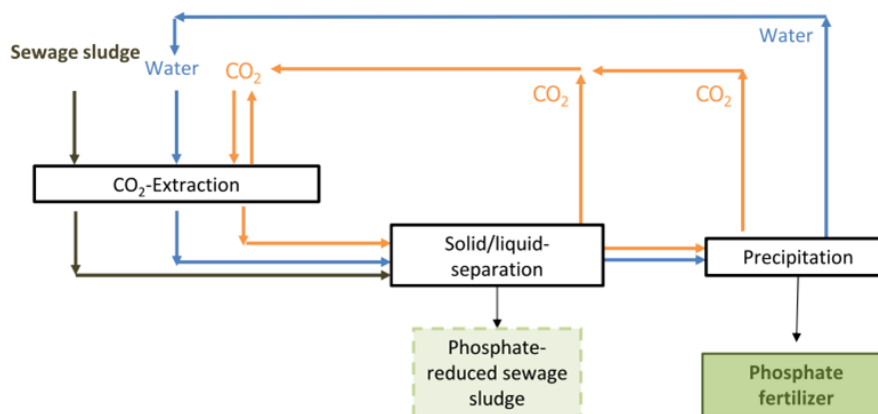 Water
Sewage sludge
Water
CO₂
CO₂
CO₂
CO₂-Extraction
Solid/liquid-
separation
Precipitation
Phosphate-
reduced sewage
sludge
Phosphate
fertilizer